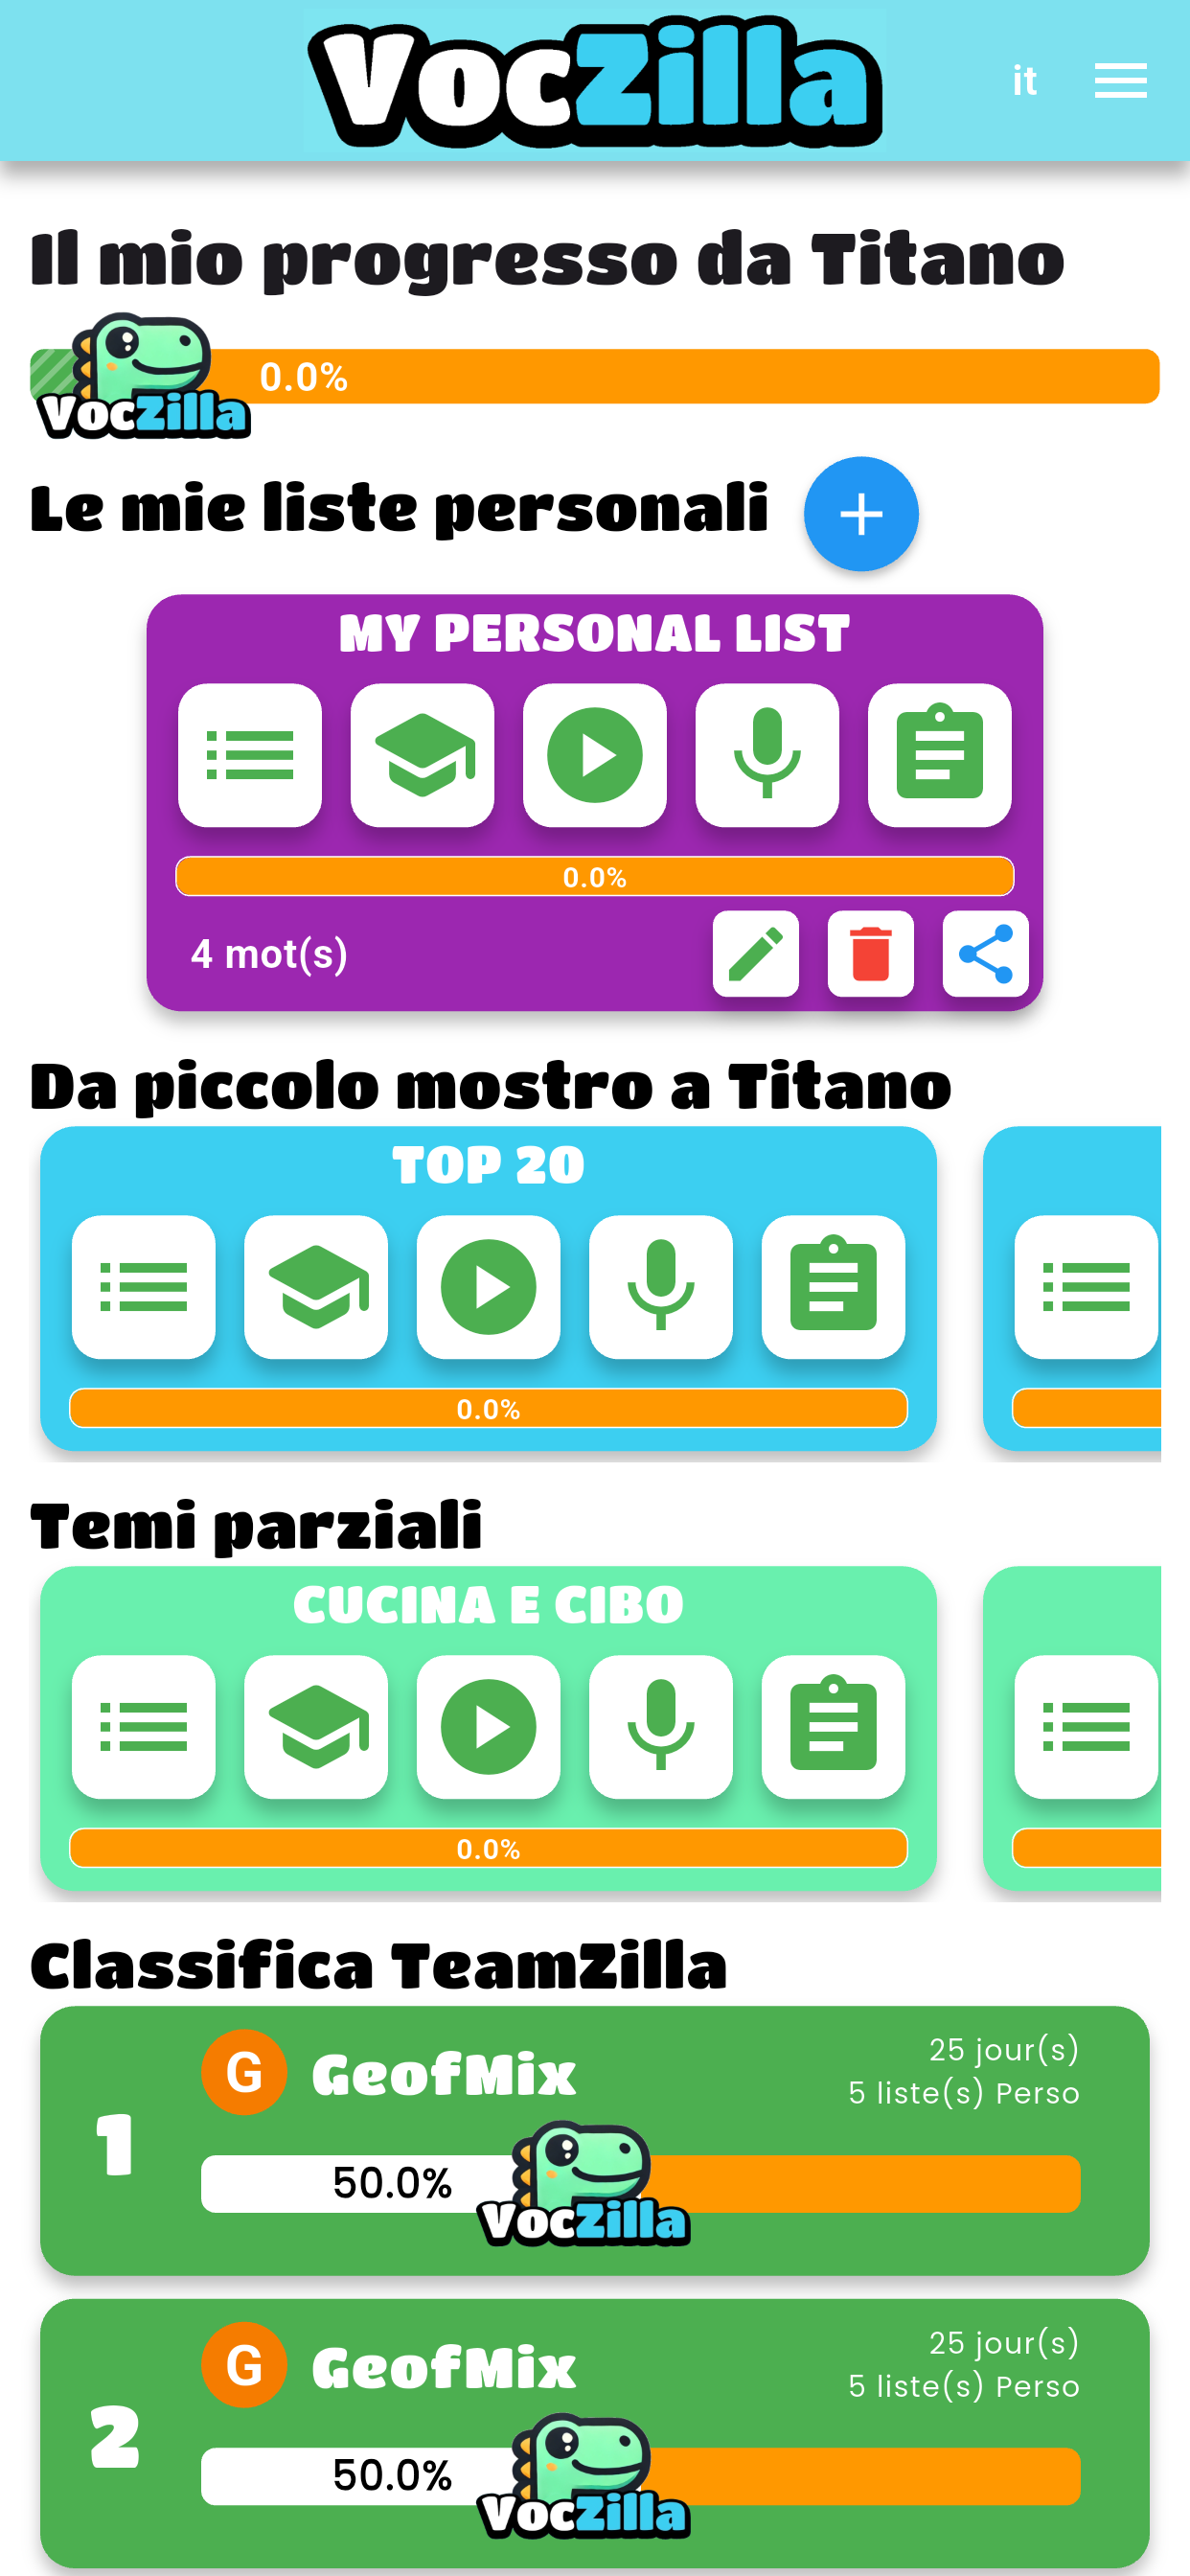 VocZilla
it
Il mio progresso da Titano
0.0%
VocZilla
Le mie liste personali
MY PERSONAL LIST
0.0%
4 mot(s)
Da piccolo mostro a Titano
TOP 20
0.0%
Temi parziali
CUCINA E CIBO
0.0%
Classifica TeamZilla
1
G
GeofMix
25 jour(s)
5 liste(s) Perso
50.0%
VocZilla
2
G
GeofMix
25 jour(s)
5 liste(s) Perso
50.0%
VocZilla